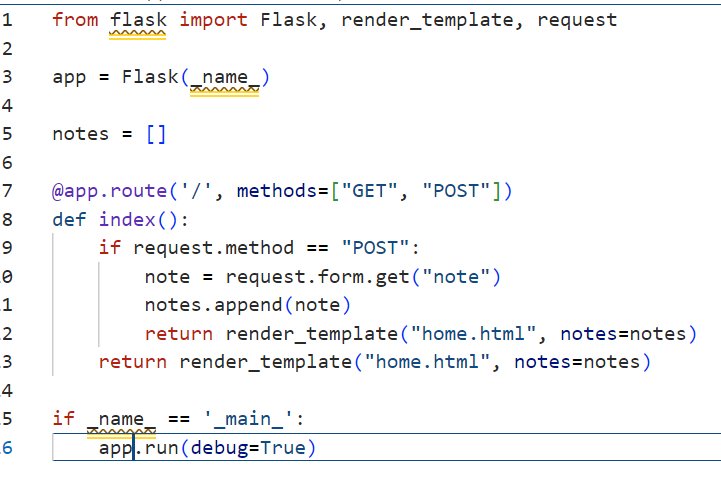 1 from flask import Flask, render_template, request
2
3 app = Flask(_name_)
4
5 notes = []
6
7 @app.route('/', methods=["GET", "POST"])
8 def index():
9     if request.method == "POST":
0         note = request.form.get("note")
1         notes.append(note)
2         return render_template("home.html", notes=notes)
3     return render_template("home.html", notes=notes)
4
5 if _name_ == '_main_':
6     app.run(debug=True)